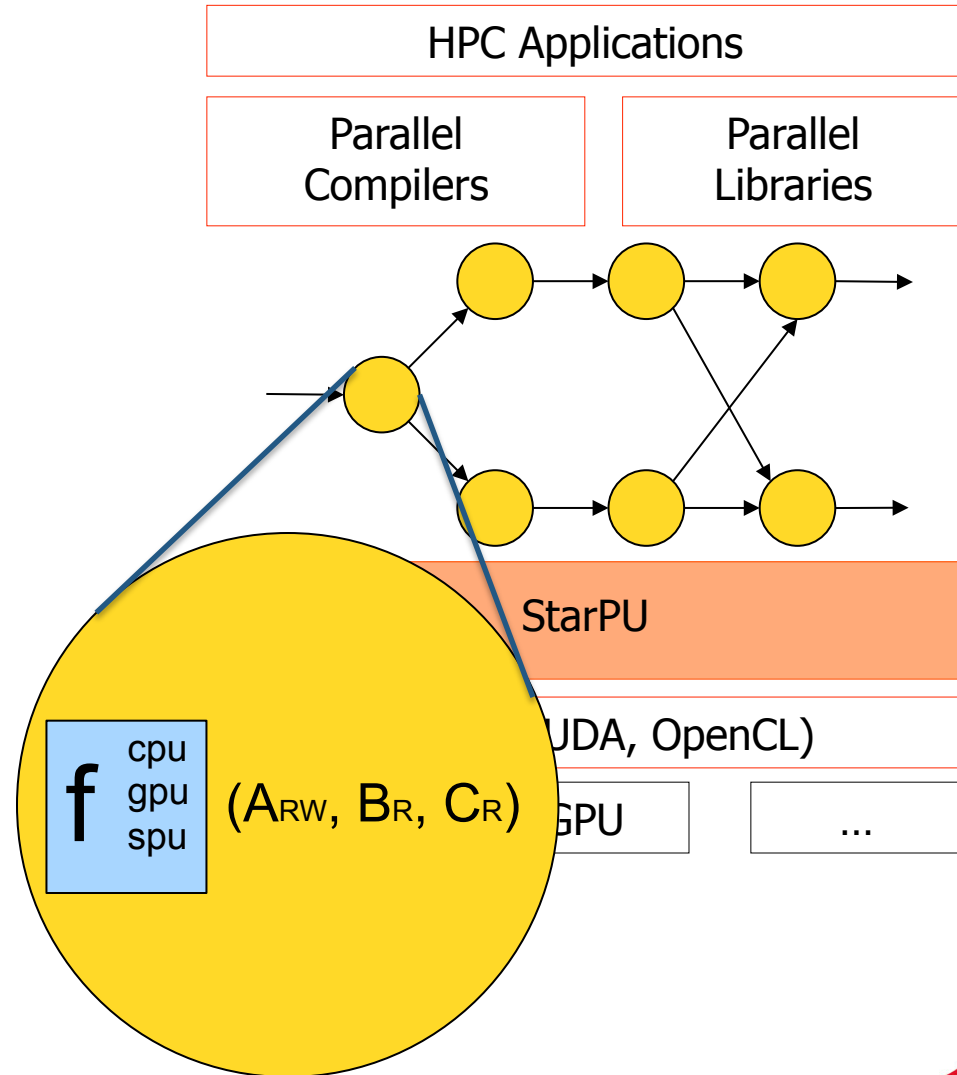 HPC Applications
Parallel
Compilers
Parallel
Libraries
StarPU
UDA, OpenCL)
f
cpu
gpu
spu
(ARW, BR, CR)
GPU
...